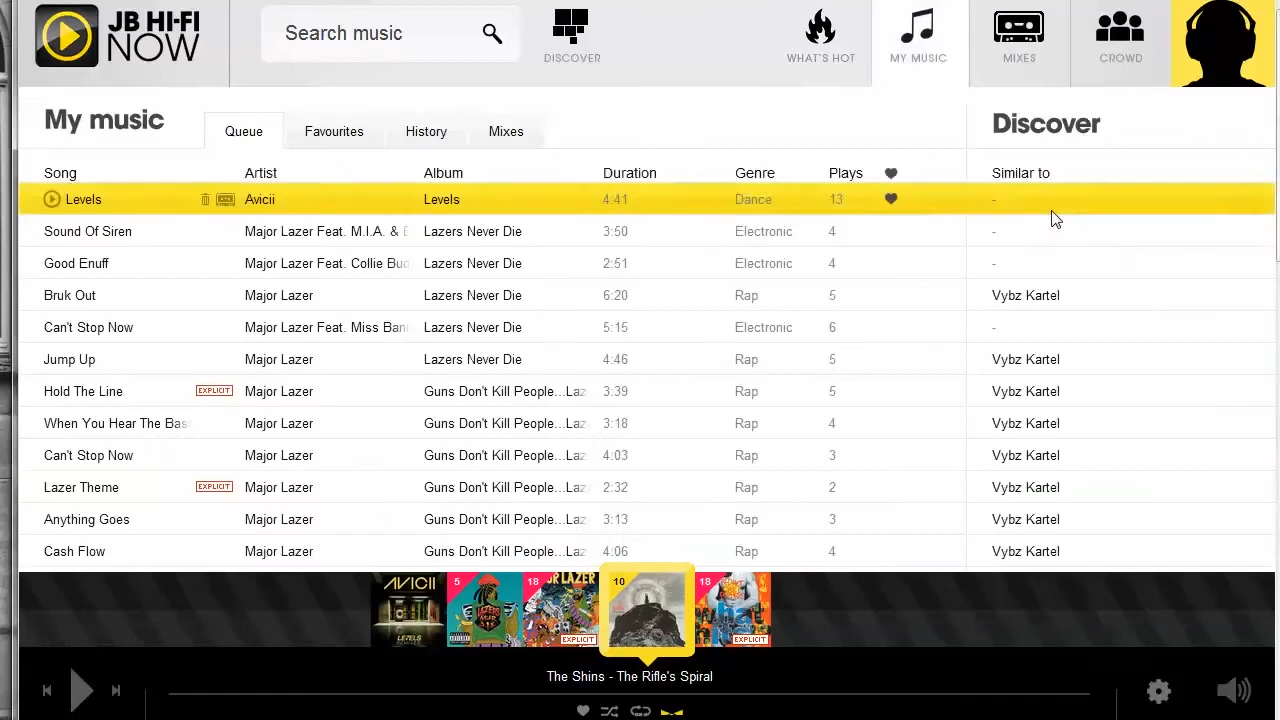 JB HI-FI
NOW
Search music
DISCOVER
WHAT'S HOT
MY MUSIC
MIXES
CROWD
My music
Queue
Favourites
History
Mixes
Discover
Song Artist Album Duration Genre Plays Similar to
Levels Avicii Levels 4:41 Dance 13 -
Sound Of Siren Major Lazer Feat. M.I.A. & Lazers Never Die 3:50 Electronic 4 -
Good Enuff Major Lazer Feat. Collie Lazers Never Die 2:51 Electronic 4 -
Bruk Out Major Lazer Lazers Never Die 6:20 Rap 5 Vybz Kartel
Can't Stop Now Major Lazer Feat. Miss Lazers Never Die 5:15 Electronic 6 -
Jump Up Major Lazer Lazers Never Die 4:46 Rap 5 Vybz Kartel
Hold The Line EXPLICIT Major Lazer Guns Don't Kill People...Laz 3:39 Rap 5 Vybz Kartel
When You Hear The Bas Major Lazer Guns Don't Kill People...Laz 3:18 Rap 4 Vybz Kartel
Can't Stop Now Major Lazer Guns Don't Kill People...Laz 4:03 Rap 3 Vybz Kartel
Lazer Theme EXPLICIT Major Lazer Guns Don't Kill People...Laz 2:32 Rap 2 Vybz Kartel
Anything Goes Major Lazer Guns Don't Kill People...Laz 3:13 Rap 3 Vybz Kartel
Cash Flow Major Lazer Guns Don't Kill People...Laz 4:06 Rap 4 Vybz Kartel
AVICII
LEVELS
5
18
EXPLICIT
10
18
EXPLICIT
The Shins - The Rifle's Spiral